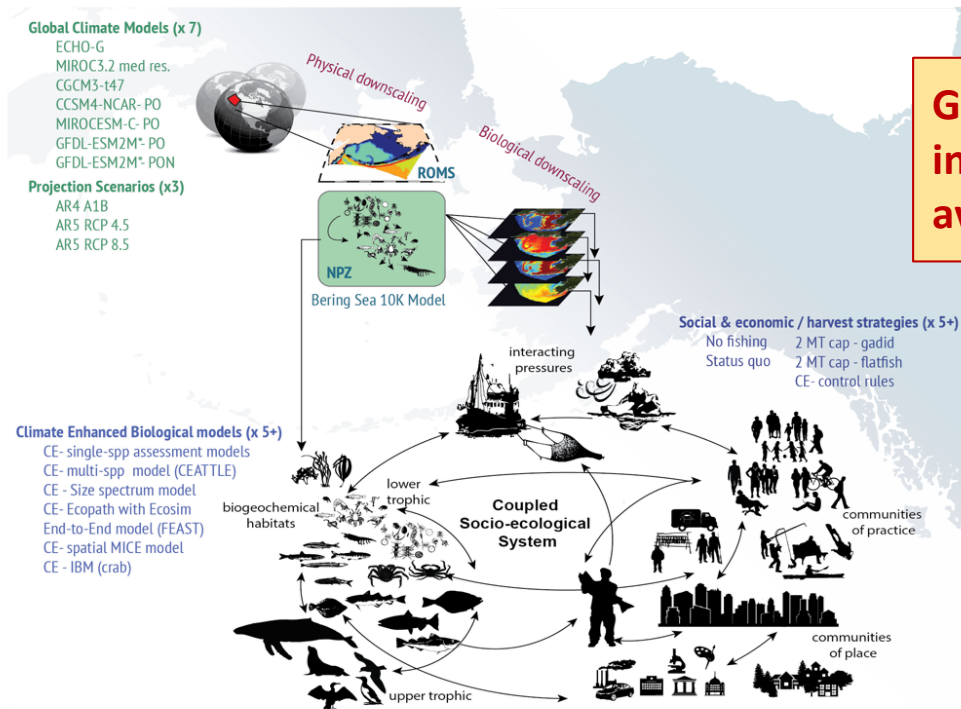 Global Climate Models (x 7)
ECHO-G
MIROC3.2 med res.
CGCM3-t47
CCSM4-NCAR- PO
MIROCESM-C- PO
GFDL-ESM2M*- PO
GFDL-ESM2M*- PON
Projection Scenarios (x3)
AR4 A1B
AR5 RCP 4.5
AR5 RCP 8.5
Physical downscaling
ROMS
Biological downscaling
NPZ
Bering Sea 10K Model
Social & economic / harvest strategies (x 5+)
No fishing
Status quo
2 MT cap - gadid
2 MT cap - flatfish
CE- control rules
interacting
pressures
Climate Enhanced Biological models (x 5+)
CE- single-spp assessment models
CE- multi-spp model (CEATTLE)
CE - Size spectrum model
CE- Ecopath with Ecosim
End-to-End model (FEAST)
CE- spatial MICE model
CE - IBM (crab)
biogeochemical
habitats
lower
trophic
Coupled
Socio-ecological
System
communities
of practice
communities
of place
upper trophic